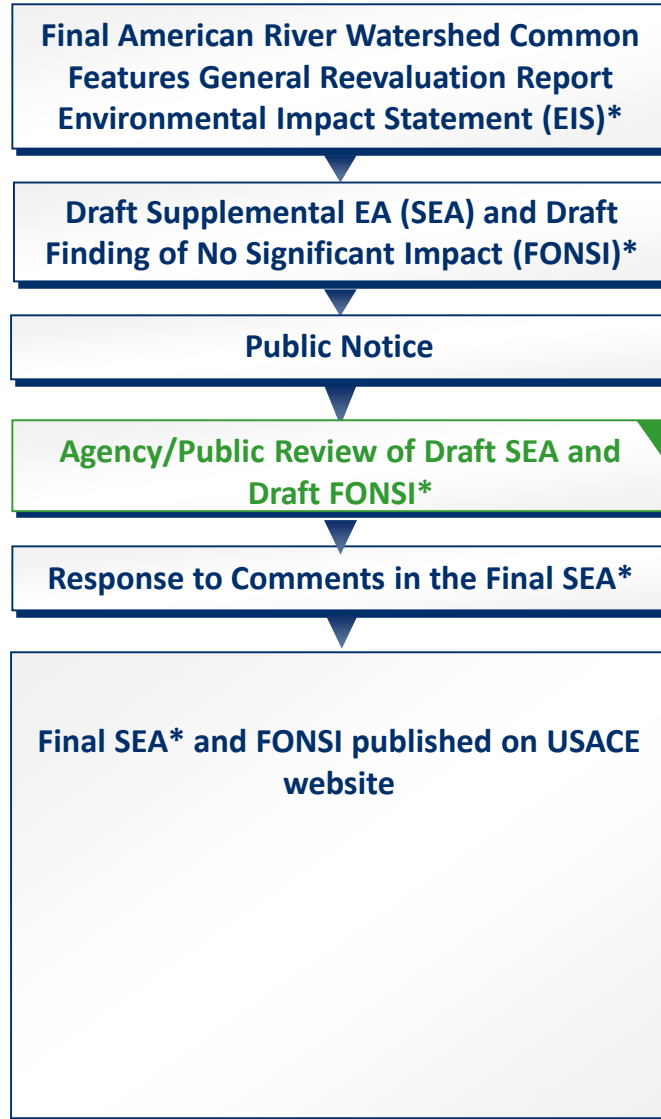 Final American River Watershed Common
Features General Reevaluation Report
Environmental Impact Statement (EIS)*
Draft Supplemental EA (SEA) and Draft
Finding of No Significant Impact (FONSI)*
Public Notice
Agency/Public Review of Draft SEA and
Draft FONSI*
Response to Comments in the Final SEA*
Final SEA* and FONSI published on USACE
website